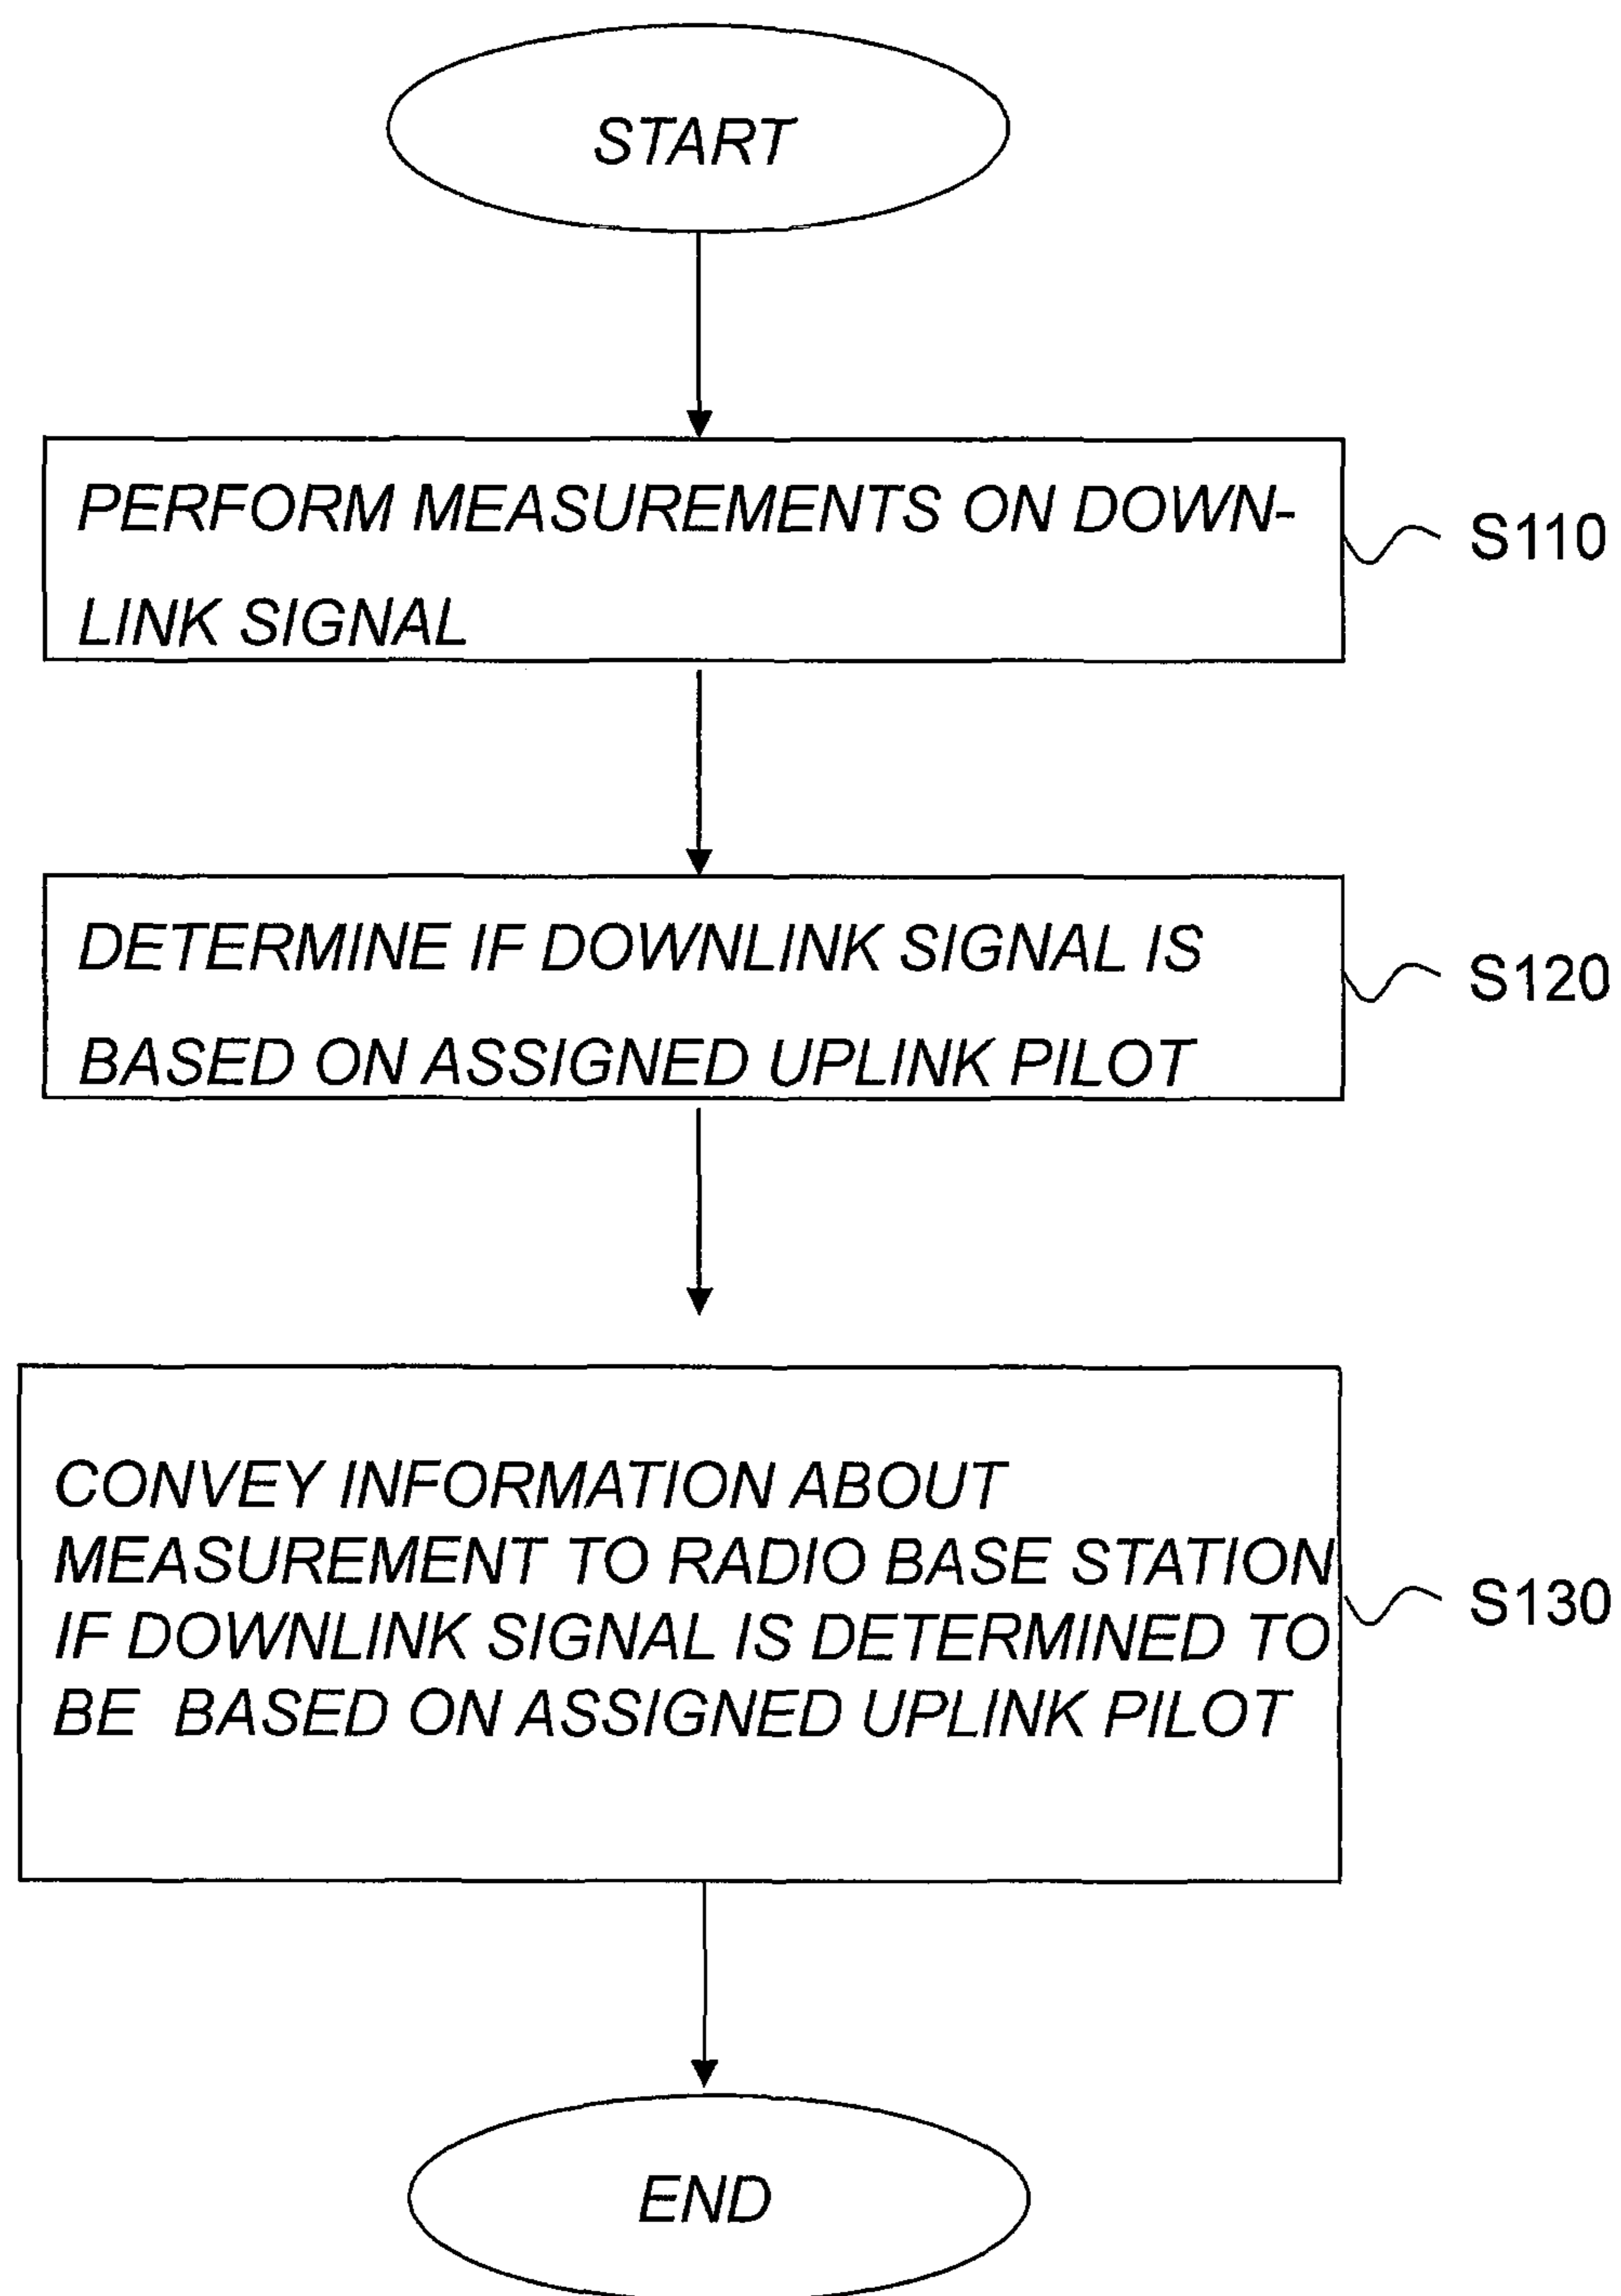 START
PERFORM MEASUREMENTS ON DOWN-
LINK SIGNAL
S110
DETERMINE IF DOWNLINK SIGNAL IS
BASED ON ASSIGNED UPLINK PILOT
S120
CONVEY INFORMATION ABOUT
MEASUREMENT TO RADIO BASE STATION
IF DOWNLINK SIGNAL IS DETERMINED TO
BE BASED ON ASSIGNED UPLINK PILOT
S130
END